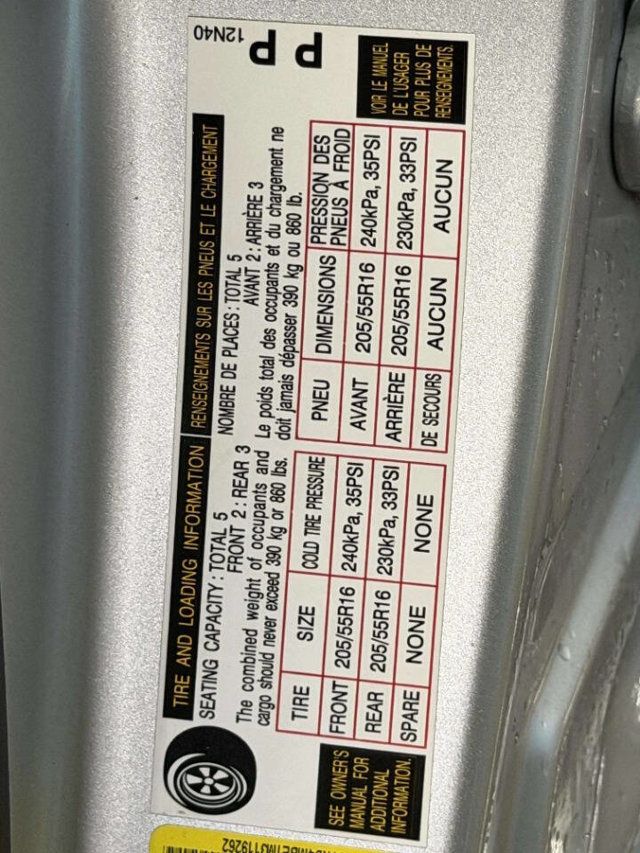 TIRE AND LOADING INFORMATION
SEATING CAPACITY: TOTAL 5
FRONT 2: REAR 3
The combined weight of occupants and
cargo should never exceed 390 kg or 860 lbs.
TIRE SIZE COLD TIRE PRESSURE
FRONT 205/55R16 240kPa, 35PSI
REAR 205/55R16 230kPa, 33PSI
SPARE NONE NONE
SEE OWNER'S
MANUAL FOR
ADDITIONAL
INFORMATION.
RENSEIGNEMENTS SUR LES PNEUS ET LE CHARGEMENT
NOMBRE DE PLACES: TOTAL 5
AVANT 2: ARRIÈRE 3
Le poids total des occupants et du chargement ne
doit jamais dépasser 390 kg ou 860 lb.
PNEU DIMENSIONS PRESSION DES
PNEUS À FROID
AVANT 205/55R16 240kPa, 35PSI
ARRIÈRE 205/55R16 230kPa, 33PSI
DE SECOURS AUCUN AUCUN
VOIR LE MANUEL
DE L'USAGER
POUR PLUS DE
RENSEIGNEMENTS.
12N40
P
P